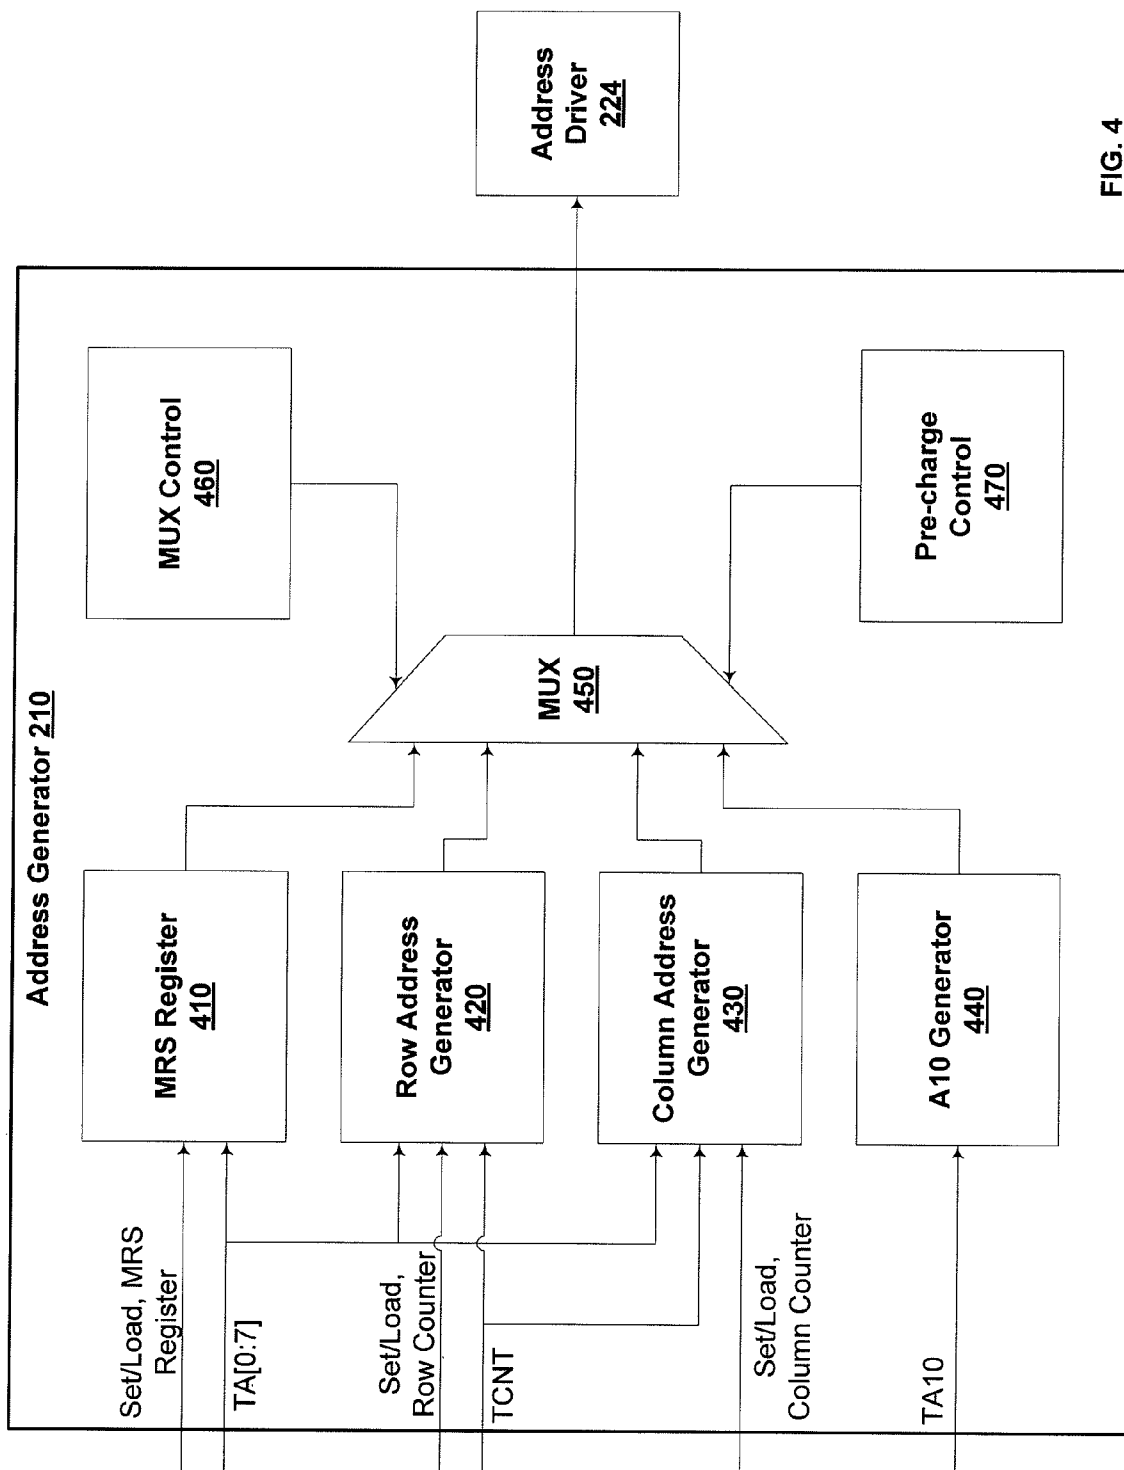 Address Generator 210
Set/Load, MRS
Register
TA[0:7]
Set/Load,
Row Counter
TCNT
Set/Load,
Column Counter
TA10
MRS Register
410
Row Address
Generator
420
Column Address
Generator
430
A10 Generator
440
MUX
450
MUX Control
460
Pre-charge
Control
470
Address
Driver
224
FIG. 4